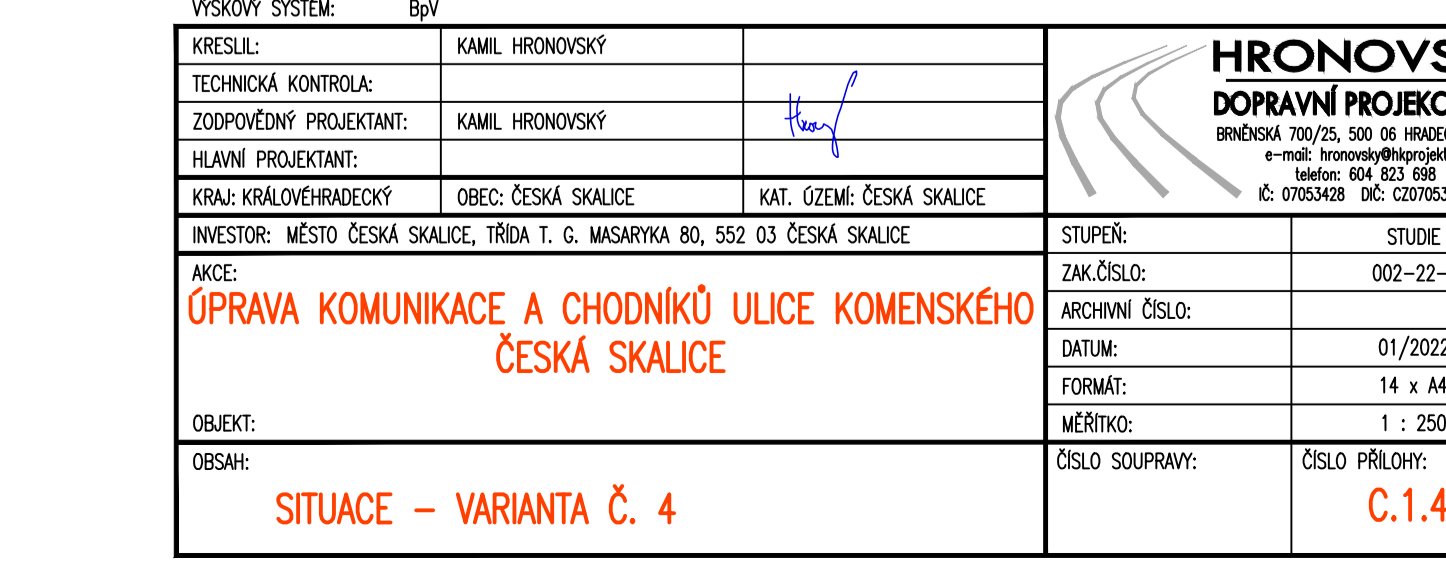 VÝŠKOVÝ SYSTÉM: BpV
KRESLIL: KAMIL HRONOVSKÝ
TECHNICKÁ KONTROLA:
ZODPOVĚDNÝ PROJEKTANT: KAMIL HRONOVSKÝ
HLAVNÍ PROJEKTANT:
KRAJ: KRÁLOVÉHRADECKÝ OBEC: ČESKÁ SKALICE KAT. ÚZEMÍ: ČESKÁ SKALICE
INVESTOR: MĚSTO ČESKÁ SKALICE, TŘÍDA T. G. MASARYKA 80, 552 03 ČESKÁ SKALICE
AKCE:
ÚPRAVA KOMUNIKACE A CHODNÍKŮ ULICE KOMENSKÉHO
ČESKÁ SKALICE
OBJEKT:
OBSAH:
SITUACE – VARIANTA Č. 4
HRONOVS
DOPRAVNÍ PROJEKC
BRNĚNSKÁ 700/25, 500 06 HRADEC
e-mail: hronovsky@hkprojekt
telefon: 604 823 698
IČ: 07053428 DIČ: CZ07053
STUPEŇ: STUDIE
ZAK.ČÍSLO: 002-22-
ARCHIVNÍ ČÍSLO:
DATUM: 01/2022
FORMÁT: 14 x A4
MĚŘÍTKO: 1 : 250
ČÍSLO SOUPRAVY: ČÍSLO PŘÍLOHY:
C.1.4